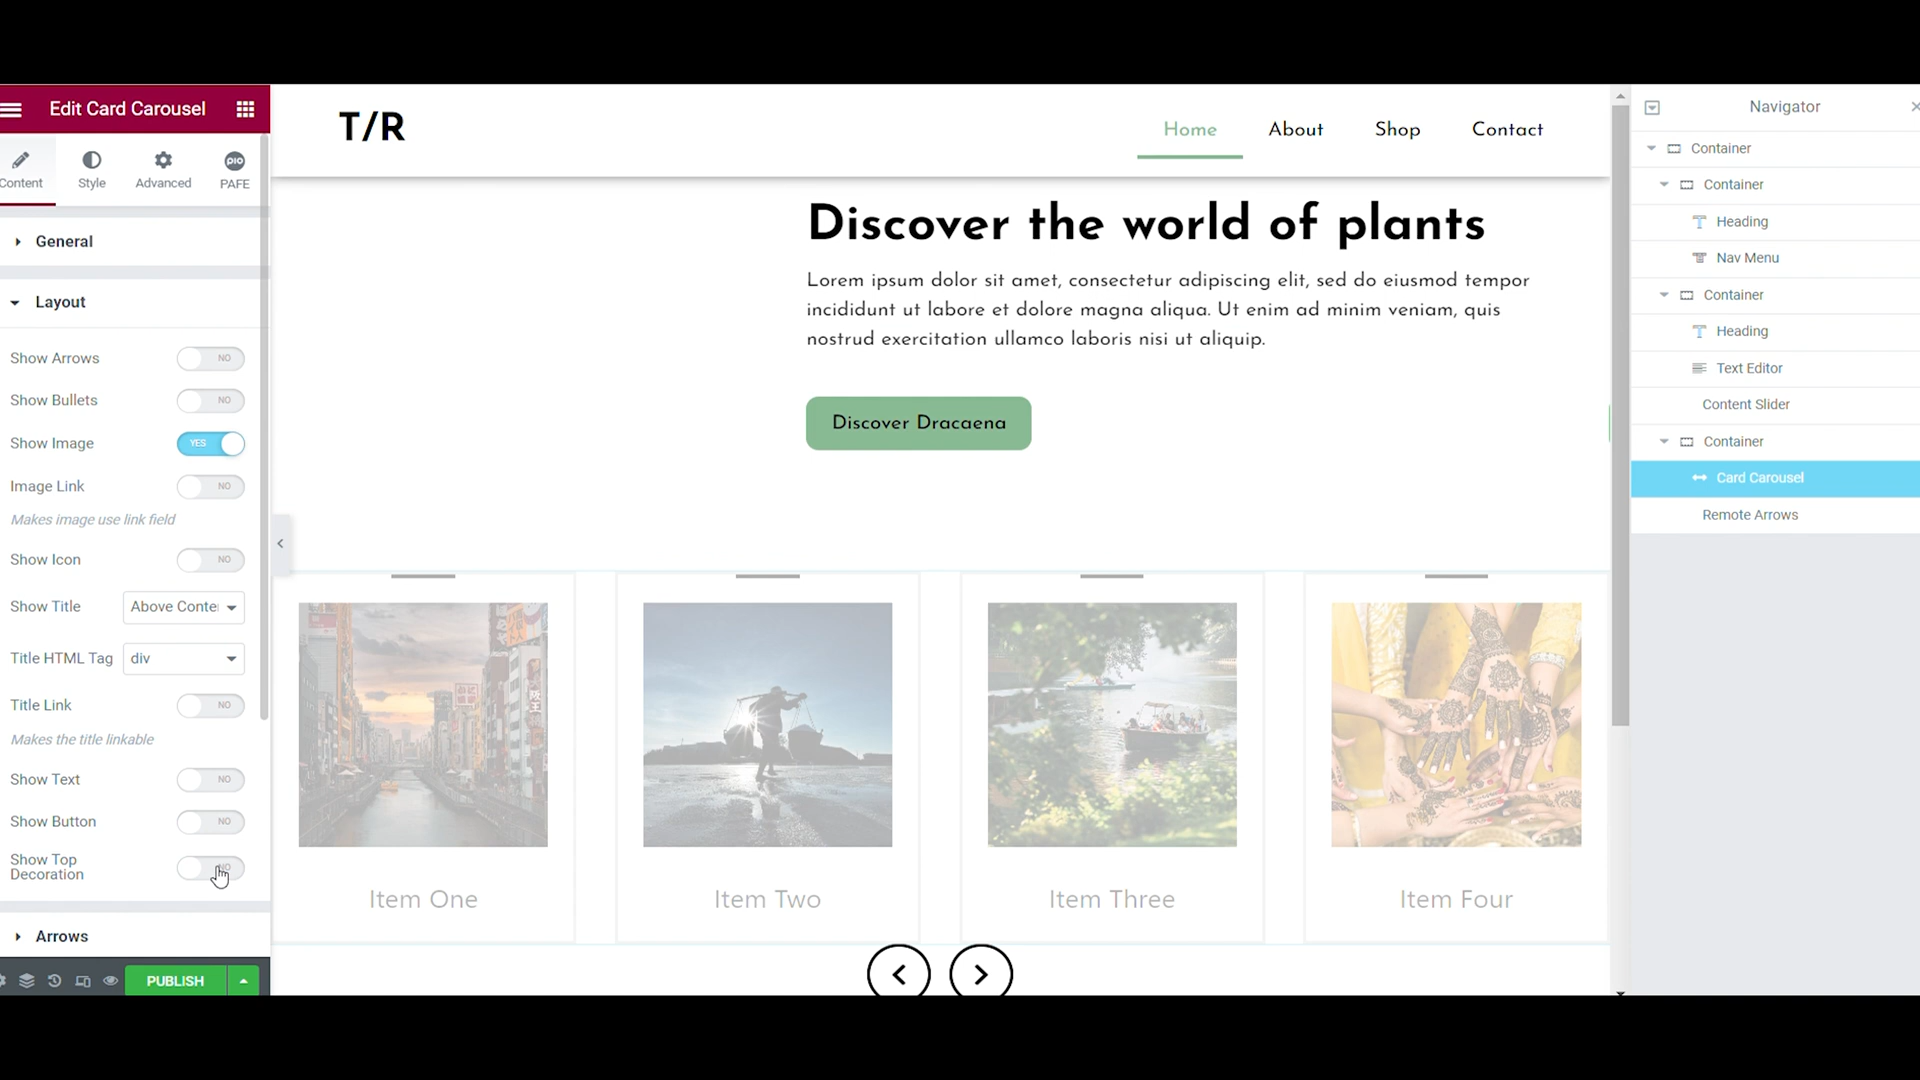 Edit Card Carousel
Content
Style
Advanced
PAFE
General
Layout
Show Arrows
NO
Show Bullets
NO
Show Image
YES
Image Link
NO
Makes image use link field
Show Icon
NO
Show Title
Above Conte
Title HTML Tag
div
Title Link
NO
Makes the title linkable
Show Text
NO
Show Button
NO
Show Top
Decoration
NO
Arrows
PUBLISH
T/R
Home
About
Shop
Contact
Discover the world of plants
Lorem ipsum dolor sit amet, consectetur adipiscing elit, sed do eiusmod tempor
incididunt ut labore et dolore magna aliqua. Ut enim ad minim veniam, quis
nostrud exercitation ullamco laboris nisi ut aliquip.
Discover Dracaena
Item One
Item Two
Item Three
Item Four
Navigator
Container
Container
Heading
Nav Menu
Container
Heading
Text Editor
Content Slider
Container
Card Carousel
Remote Arrows